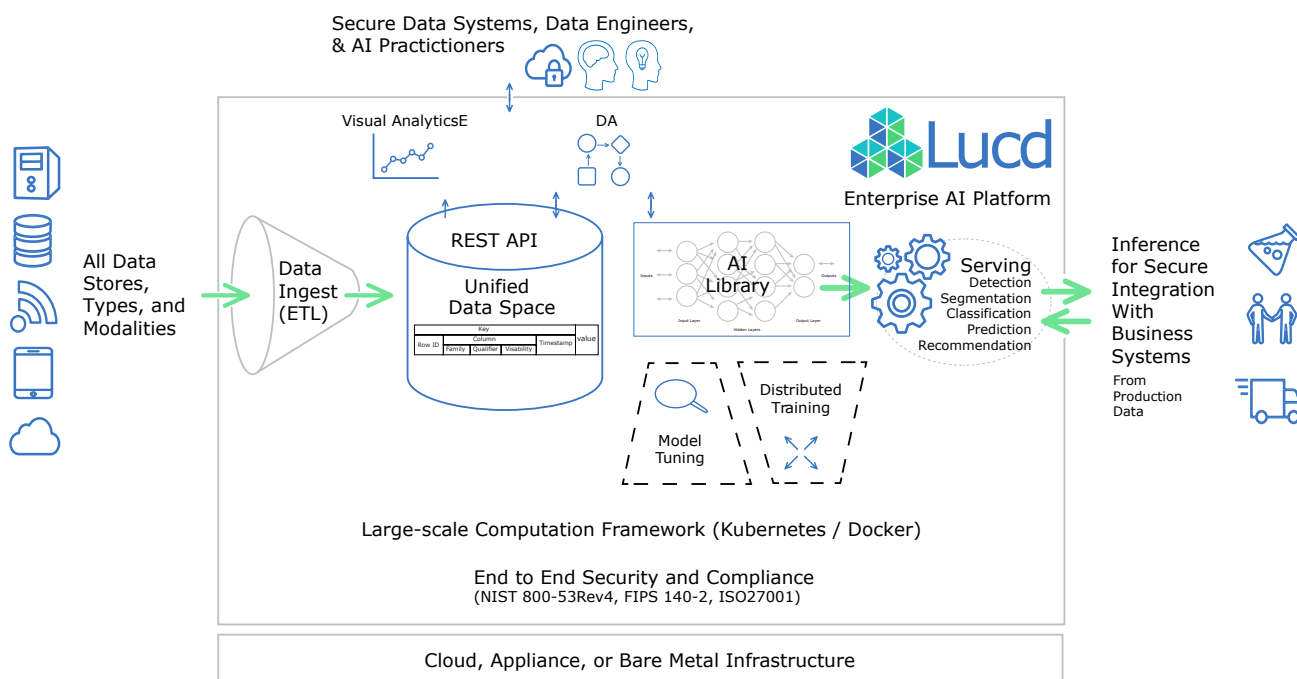 Secure Data Systems, Data Engineers,
& AI Practictioners
Visual AnalyticsE
DA
Lucd
Enterprise AI Platform
All Data
Stores,
Types, and
Modalities
Data
Ingest
(ETL)
REST API
Unified
Data Space
Key
value
Row ID
Column
Timestamp
Family
Qualifier
Visability
AI
Library
Inputs
Outputs
Input Layer
Hidden Layers
Output Layer
Serving
Detection
Segmentation
Classification
Prediction
Recommendation
Inference
for Secure
Integration
With
Business
Systems
From
Production
Data
Model
Tuning
Distributed
Training
Large-scale Computation Framework (Kubernetes / Docker)
End to End Security and Compliance
(NIST 800-53Rev4, FIPS 140-2, ISO27001)
Cloud, Appliance, or Bare Metal Infrastructure